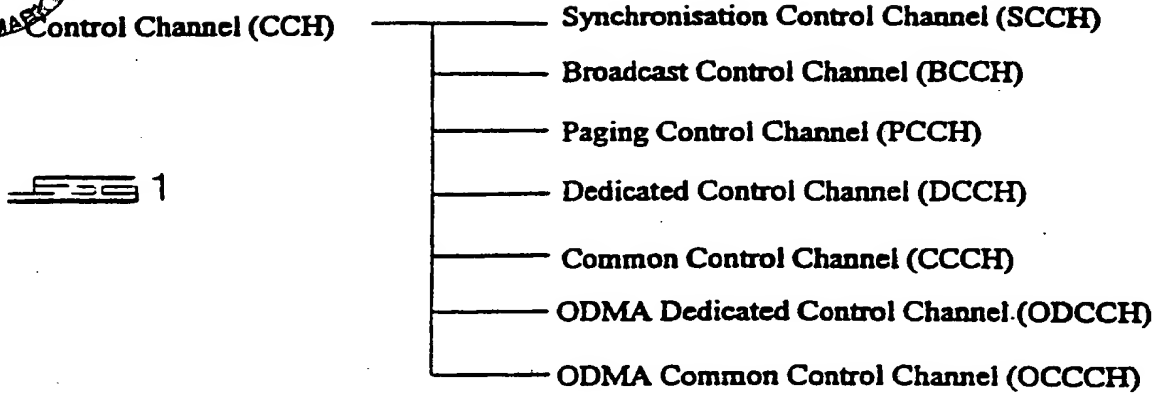 Control Channel (CCH)
Synchronisation Control Channel (SCCH)
Broadcast Control Channel (BCCH)
Paging Control Channel (PCCH)
1
Dedicated Control Channel (DCCH)
Common Control Channel (CCCH)
ODMA Dedicated Control Channel (ODCCH)
ODMA Common Control Channel (OCCCH)